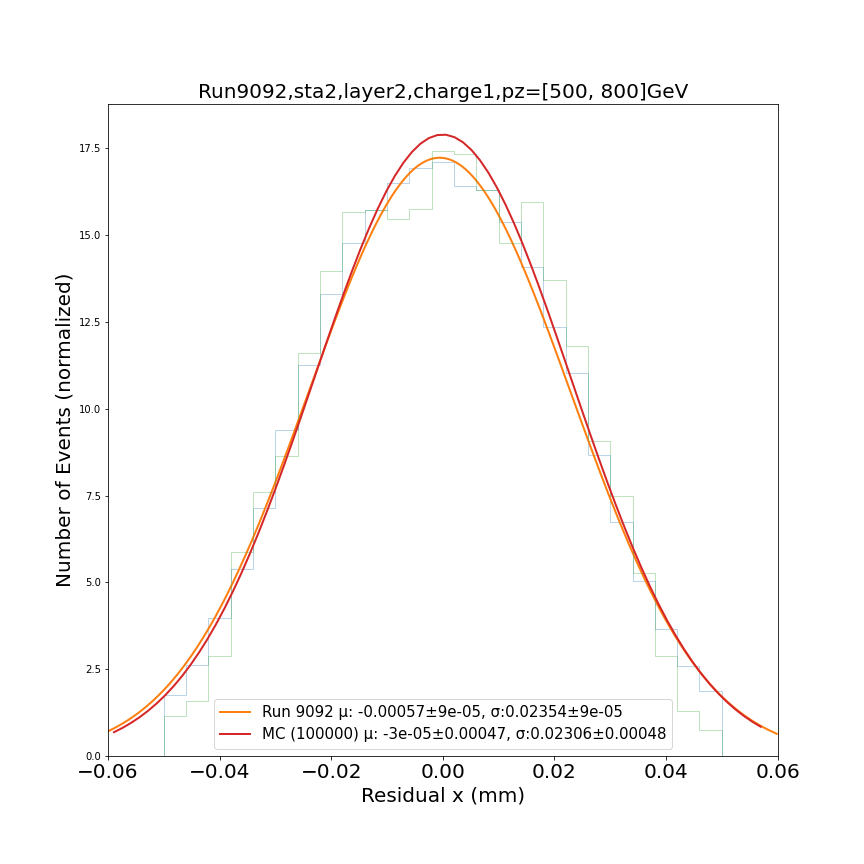 Run9092,sta2,layer2,charge1,pz=[500, 800]GeV
Number of Events (normalized)
17.5
15.0
12.5
10.0
7.5
5.0
2.5
0.0
Run 9092 μ: -0.00057±9e-05, σ:0.02354±9e-05
MC (100000) μ: -3e-05±0.00047, σ:0.02306±0.00048
−0.06 −0.04 −0.02 0.00 0.02 0.04 0.06
Residual x (mm)